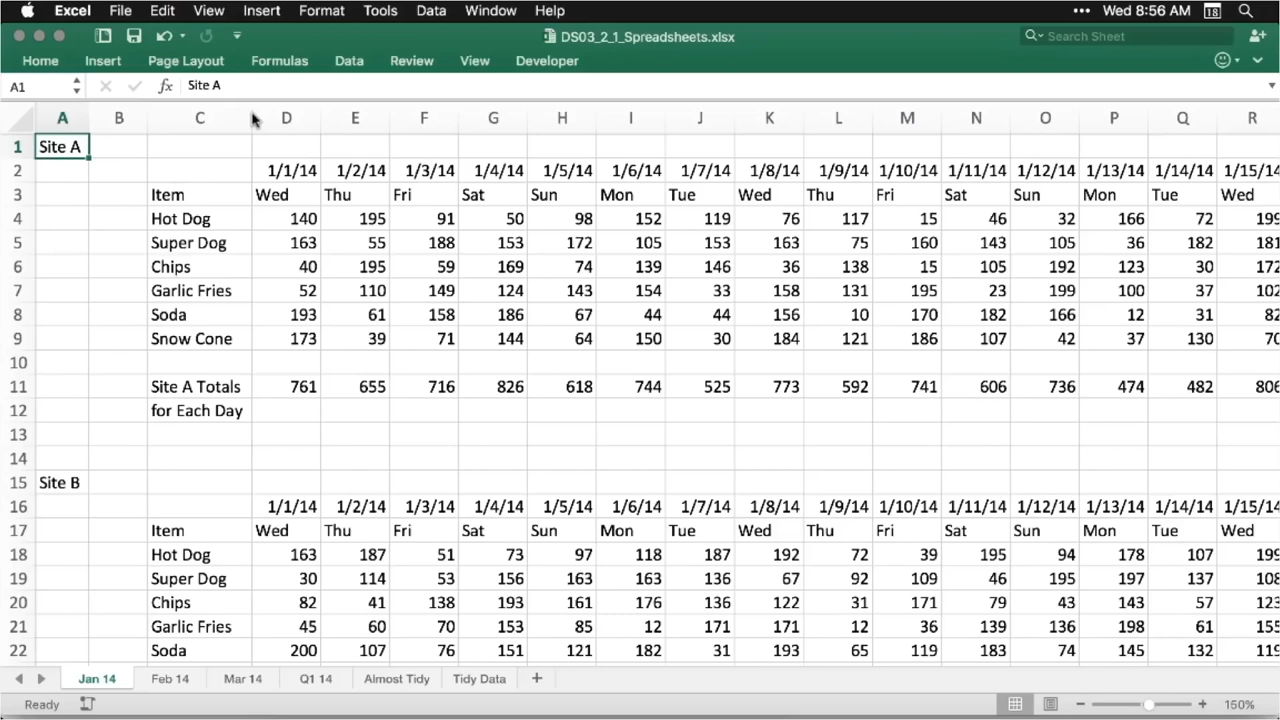 Excel File Edit View Insert Format Tools Data Window Help ••• Wed 8:56 AM 18
DS03_2_1_Spreadsheets.xlsx Search Sheet
Home Insert Page Layout Formulas Data Review View Developer
A1 fx Site A
A B C D E F G H I J K L M N O P Q R
1 Site A
2 1/1/14 1/2/14 1/3/14 1/4/14 1/5/14 1/6/14 1/7/14 1/8/14 1/9/14 1/10/14 1/11/14 1/12/14 1/13/14 1/14/14 1/15/14
3 Item Wed Thu Fri Sat Sun Mon Tue Wed Thu Fri Sat Sun Mon Tue Wed
4 Hot Dog 140 195 91 50 98 152 119 76 117 15 46 32 166 72 199
5 Super Dog 163 55 188 153 172 105 153 163 75 160 143 105 36 182 181
6 Chips 40 195 59 169 74 139 146 36 138 15 105 192 123 30 172
7 Garlic Fries 52 110 149 124 143 154 33 158 131 195 23 199 100 37 102
8 Soda 193 61 158 186 67 44 44 156 10 170 182 166 12 31 82
9 Snow Cone 173 39 71 144 64 150 30 184 121 186 107 42 37 130 70
10
11 Site A Totals 761 655 716 826 618 744 525 773 592 741 606 736 474 482 806
12 for Each Day
13
14
15 Site B
16 1/1/14 1/2/14 1/3/14 1/4/14 1/5/14 1/6/14 1/7/14 1/8/14 1/9/14 1/10/14 1/11/14 1/12/14 1/13/14 1/14/14 1/15/14
17 Item Wed Thu Fri Sat Sun Mon Tue Wed Thu Fri Sat Sun Mon Tue Wed
18 Hot Dog 163 187 51 73 97 118 187 192 72 39 195 94 178 107 199
19 Super Dog 30 114 53 156 163 163 136 67 92 109 46 195 197 137 108
20 Chips 82 41 138 193 161 176 136 122 31 171 79 43 143 57 123
21 Garlic Fries 45 60 70 153 85 12 171 171 12 36 139 136 198 61 155
22 Soda 200 107 76 151 121 182 31 193 65 119 183 74 145 132 119
Jan 14 Feb 14 Mar 14 Q1 14 Almost Tidy Tidy Data +
Ready 150%